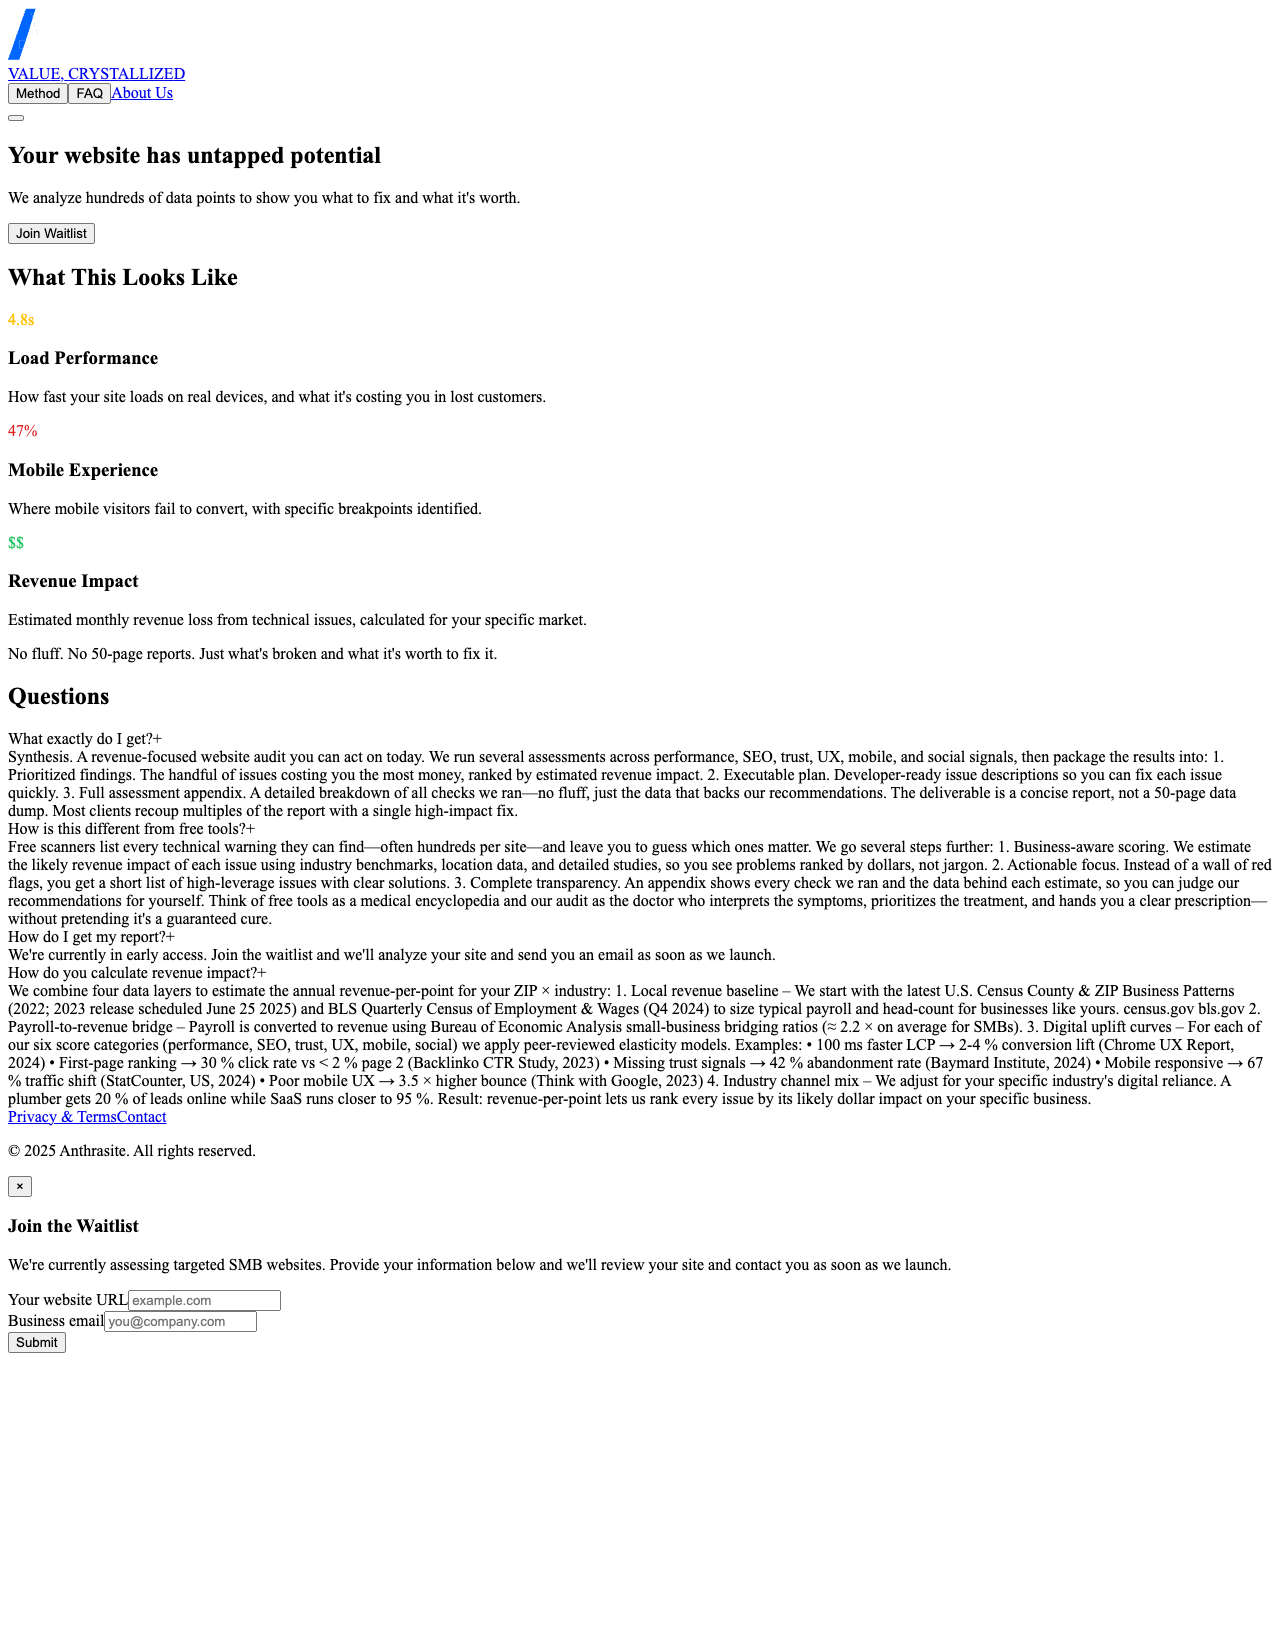 VALUE, CRYSTALLIZED
Method FAQ About Us
Your website has untapped potential
We analyze hundreds of data points to show you what to fix and what it's worth.
Join Waitlist
What This Looks Like
4.8s
Load Performance
How fast your site loads on real devices, and what it's costing you in lost customers.
47%
Mobile Experience
Where mobile visitors fail to convert, with specific breakpoints identified.
$$
Revenue Impact
Estimated monthly revenue loss from technical issues, calculated for your specific market.
No fluff. No 50-page reports. Just what's broken and what it's worth to fix it.
Questions
What exactly do I get?+
Synthesis. A revenue-focused website audit you can act on today. We run several assessments across performance, SEO, trust, UX, mobile, and social signals, then package the results into: 1.
Prioritized findings. The handful of issues costing you the most money, ranked by estimated revenue impact. 2. Executable plan. Developer-ready issue descriptions so you can fix each issue
quickly. 3. Full assessment appendix. A detailed breakdown of all checks we ran—no fluff, just the data that backs our recommendations. The deliverable is a concise report, not a 50-page data
dump. Most clients recoup multiples of the report with a single high-impact fix.
How is this different from free tools?+
Free scanners list every technical warning they can find—often hundreds per site—and leave you to guess which ones matter. We go several steps further: 1. Business-aware scoring. We estimate
the likely revenue impact of each issue using industry benchmarks, location data, and detailed studies, so you see problems ranked by dollars, not jargon. 2. Actionable focus. Instead of a wall of red
flags, you get a short list of high-leverage issues with clear solutions. 3. Complete transparency. An appendix shows every check we ran and the data behind each estimate, so you can judge our
recommendations for yourself. Think of free tools as a medical encyclopedia and our audit as the doctor who interprets the symptoms, prioritizes the treatment, and hands you a clear prescription—
without pretending it's a guaranteed cure.
How do I get my report?+
We're currently in early access. Join the waitlist and we'll analyze your site and send you an email as soon as we launch.
How do you calculate revenue impact?+
We combine four data layers to estimate the annual revenue-per-point for your ZIP × industry: 1. Local revenue baseline – We start with the latest U.S. Census County & ZIP Business Patterns
(2022; 2023 release scheduled June 25 2025) and BLS Quarterly Census of Employment & Wages (Q4 2024) to size typical payroll and head-count for businesses like yours. census.gov bls.gov 2.
Payroll-to-revenue bridge – Payroll is converted to revenue using Bureau of Economic Analysis small-business bridging ratios (≈ 2.2 × on average for SMBs). 3. Digital uplift curves – For each of
our six score categories (performance, SEO, trust, UX, mobile, social) we apply peer-reviewed elasticity models. Examples: • 100 ms faster LCP → 2-4 % conversion lift (Chrome UX Report,
2024) • First-page ranking → 30 % click rate vs < 2 % page 2 (Backlinko CTR Study, 2023) • Missing trust signals → 42 % abandonment rate (Baymard Institute, 2024) • Mobile responsive → 67
% traffic shift (StatCounter, US, 2024) • Poor mobile UX → 3.5 × higher bounce (Think with Google, 2023) 4. Industry channel mix – We adjust for your specific industry's digital reliance. A
plumber gets 20 % of leads online while SaaS runs closer to 95 %. Result: revenue-per-point lets us rank every issue by its likely dollar impact on your specific business.
Privacy & TermsContact
© 2025 Anthrasite. All rights reserved.
×
Join the Waitlist
We're currently assessing targeted SMB websites. Provide your information below and we'll review your site and contact you as soon as we launch.
Your website URL example.com
Business email you@company.com
Submit